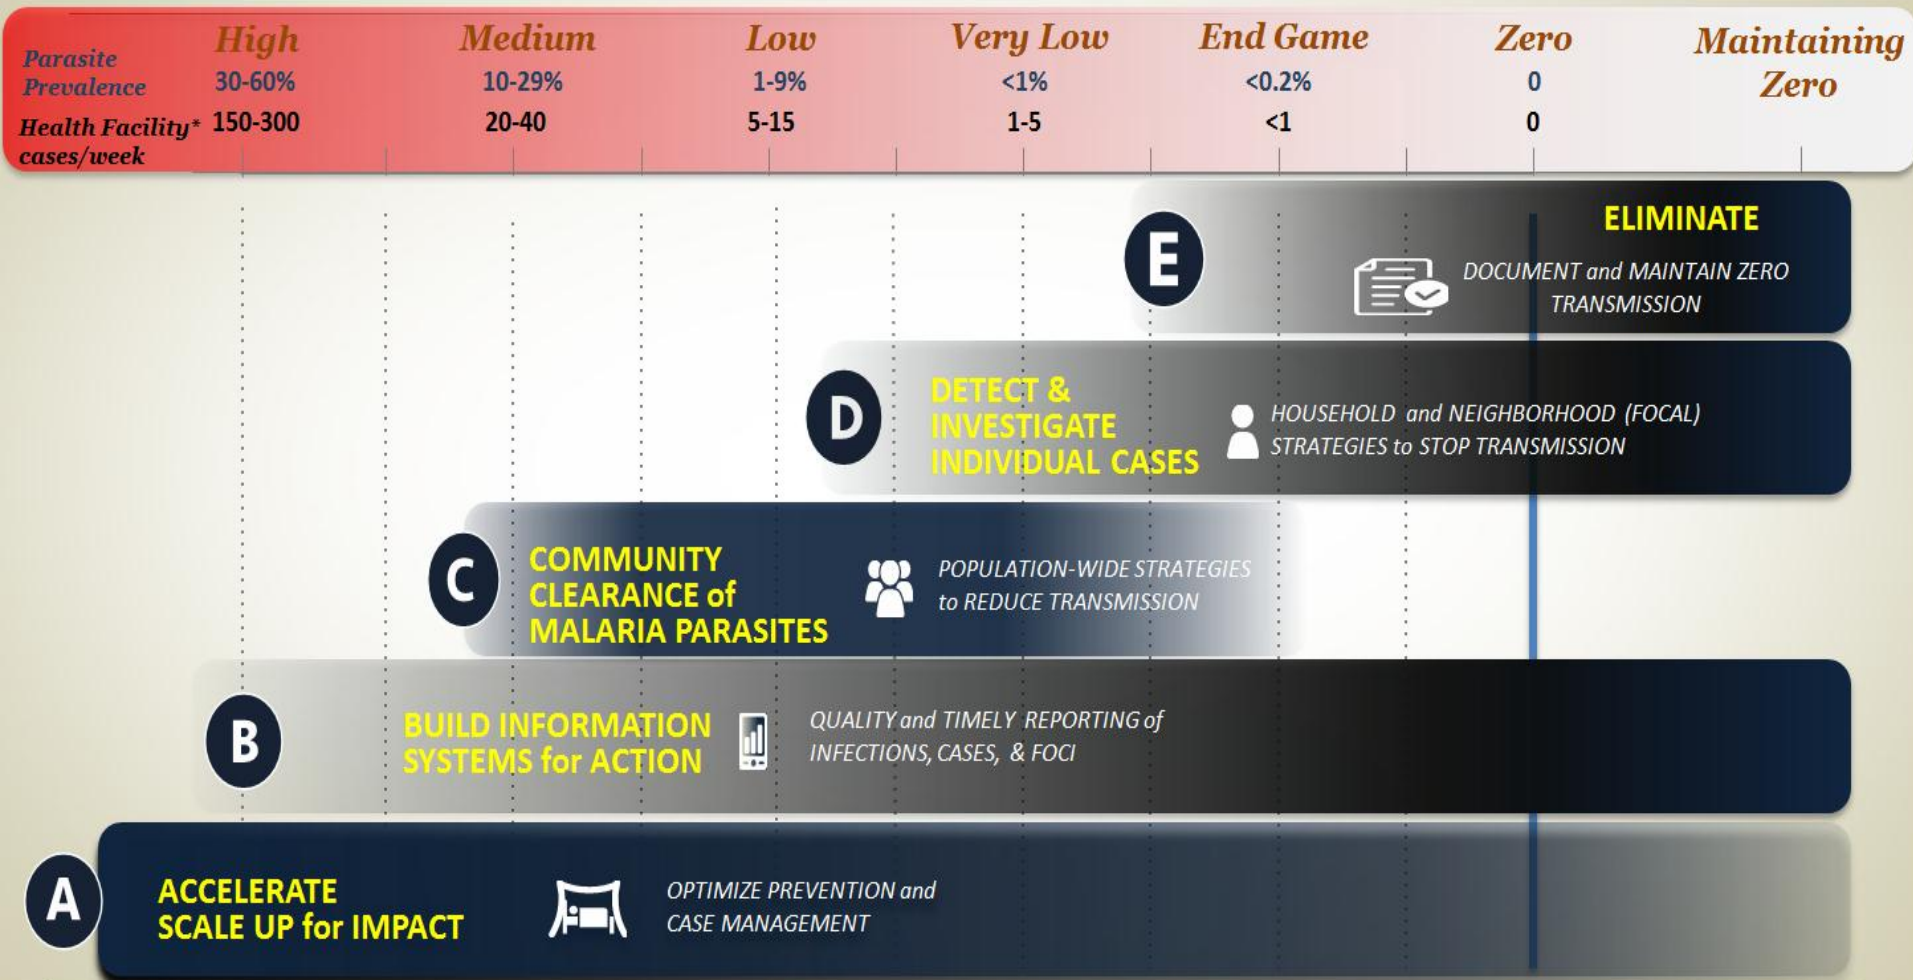 High Medium Low Very Low End Game Zero Maintaining
Zero
Parasite
Prevalence 30-60% 10-29% 1-9% <1% <0.2% 0
Health Facility* 150-300 20-40 5-15 1-5 <1 0
cases/week
E
ELIMINATE
DOCUMENT and MAINTAIN ZERO
TRANSMISSION
D
DETECT &
INVESTIGATE
INDIVIDUAL CASES
HOUSEHOLD and NEIGHBORHOOD (FOCAL)
STRATEGIES to STOP TRANSMISSION
C
COMMUNITY
CLEARANCE of
MALARIA PARASITES
POPULATION-WIDE STRATEGIES
to REDUCE TRANSMISSION
B
BUILD INFORMATION
SYSTEMS for ACTION
QUALITY and TIMELY REPORTING of
INFECTIONS, CASES, & FOCI
A
ACCELERATE
SCALE UP for IMPACT
OPTIMIZE PREVENTION and
CASE MANAGEMENT